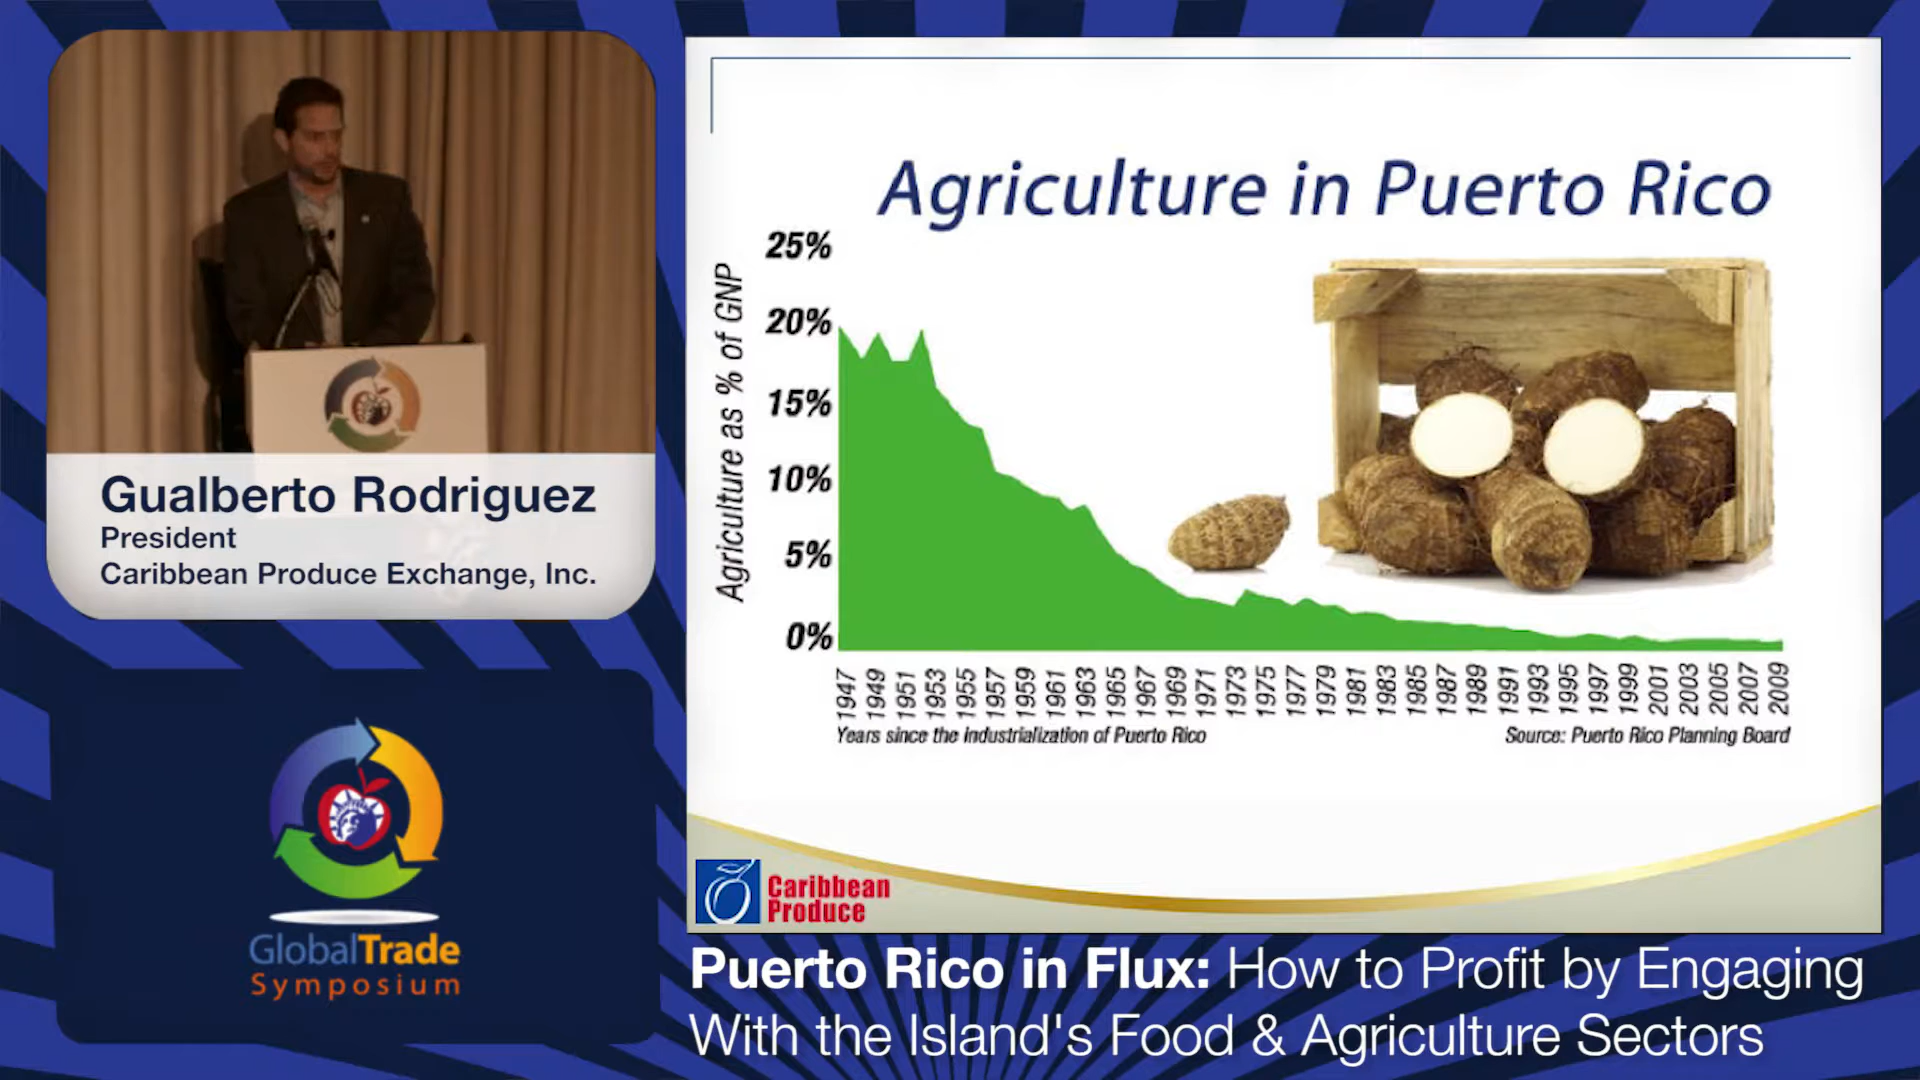 Gualberto Rodriguez
President
Caribbean Produce Exchange, Inc.
GlobalTrade
Symposium
Agriculture in Puerto Rico
Agriculture as % of GNP
25%
20%
15%
10%
5%
0%
1947 1949 1951 1953 1955 1957 1959 1961 1963 1965 1967 1969 1971 1973 1975 1977 1979 1981 1983 1985 1987 1989 1991 1993 1995 1997 1999 2001 2003 2005 2007 2009
Years since the industrialization of Puerto Rico
Source: Puerto Rico Planning Board
Caribbean
Produce
Puerto Rico in Flux: How to Profit by Engaging
With the Island's Food & Agriculture Sectors